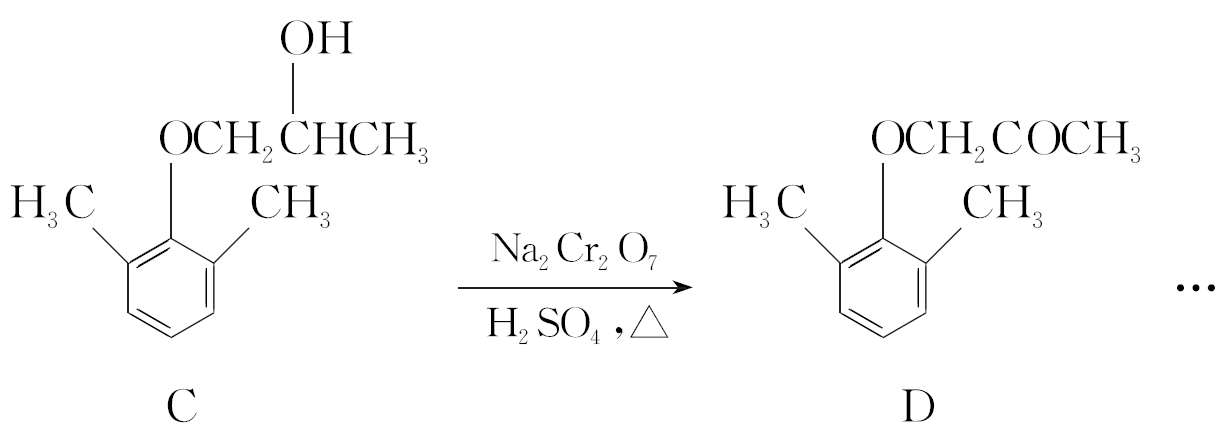 OH
OCH₂CHCH₃
H₃C CH₃
C
Na₂Cr₂O₇
H₂SO₄,△
OCH₂COCH₃
H₃C CH₃
D
…